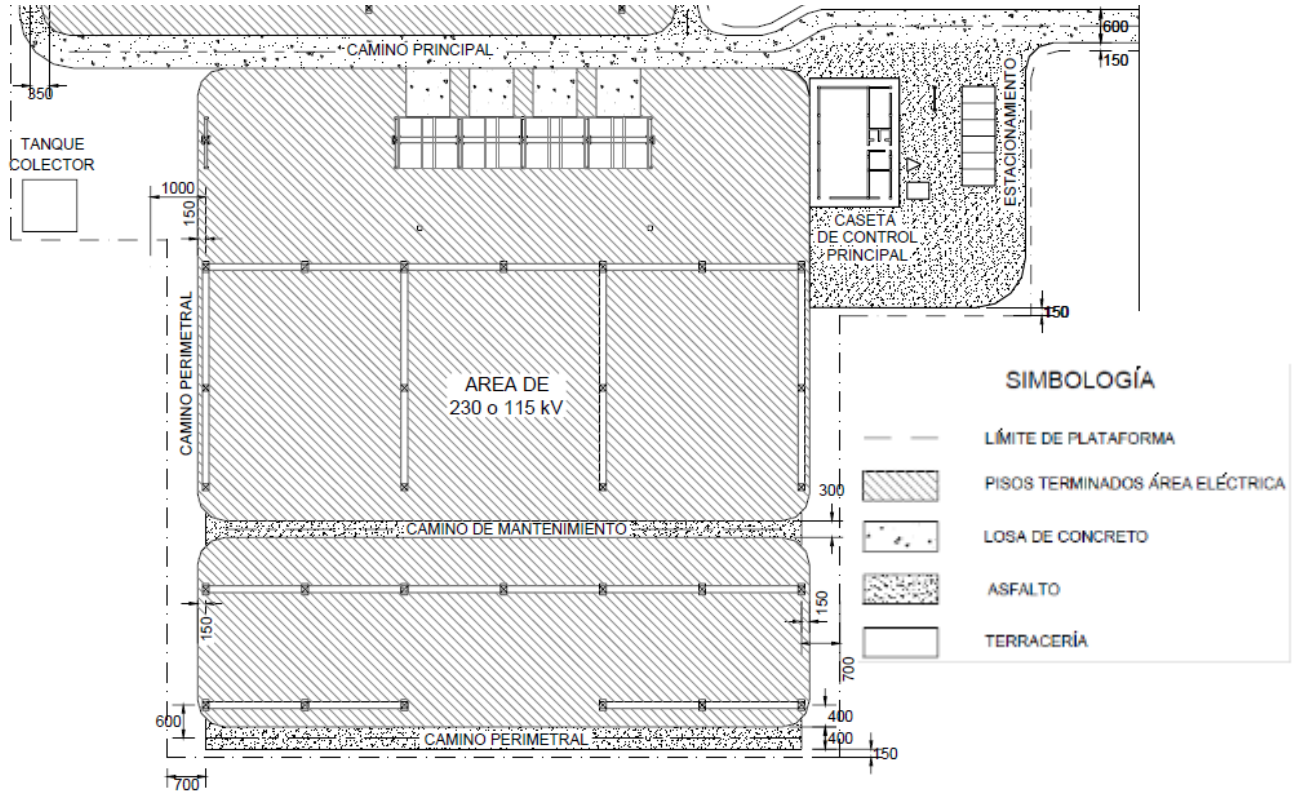 600
CAMINO PRINCIPAL
150
350
ESTACIONAMIENTO
TANQUE
COLECTOR
1000
150
CASETA
DE CONTROL
PRINCIPAL
150
CAMINO PERIMETRAL
AREA DE
230 o 115 kV
SIMBOLOGÍA
LÍMITE DE PLATAFORMA
PISOS TERMINADOS ÁREA ELÉCTRICA
300
CAMINO DE MANTENIMIENTO
LOSA DE CONCRETO
ASFALTO
150
150
TERRACERÍA
700
600
400
CAMINO PERIMETRAL
400
150
700